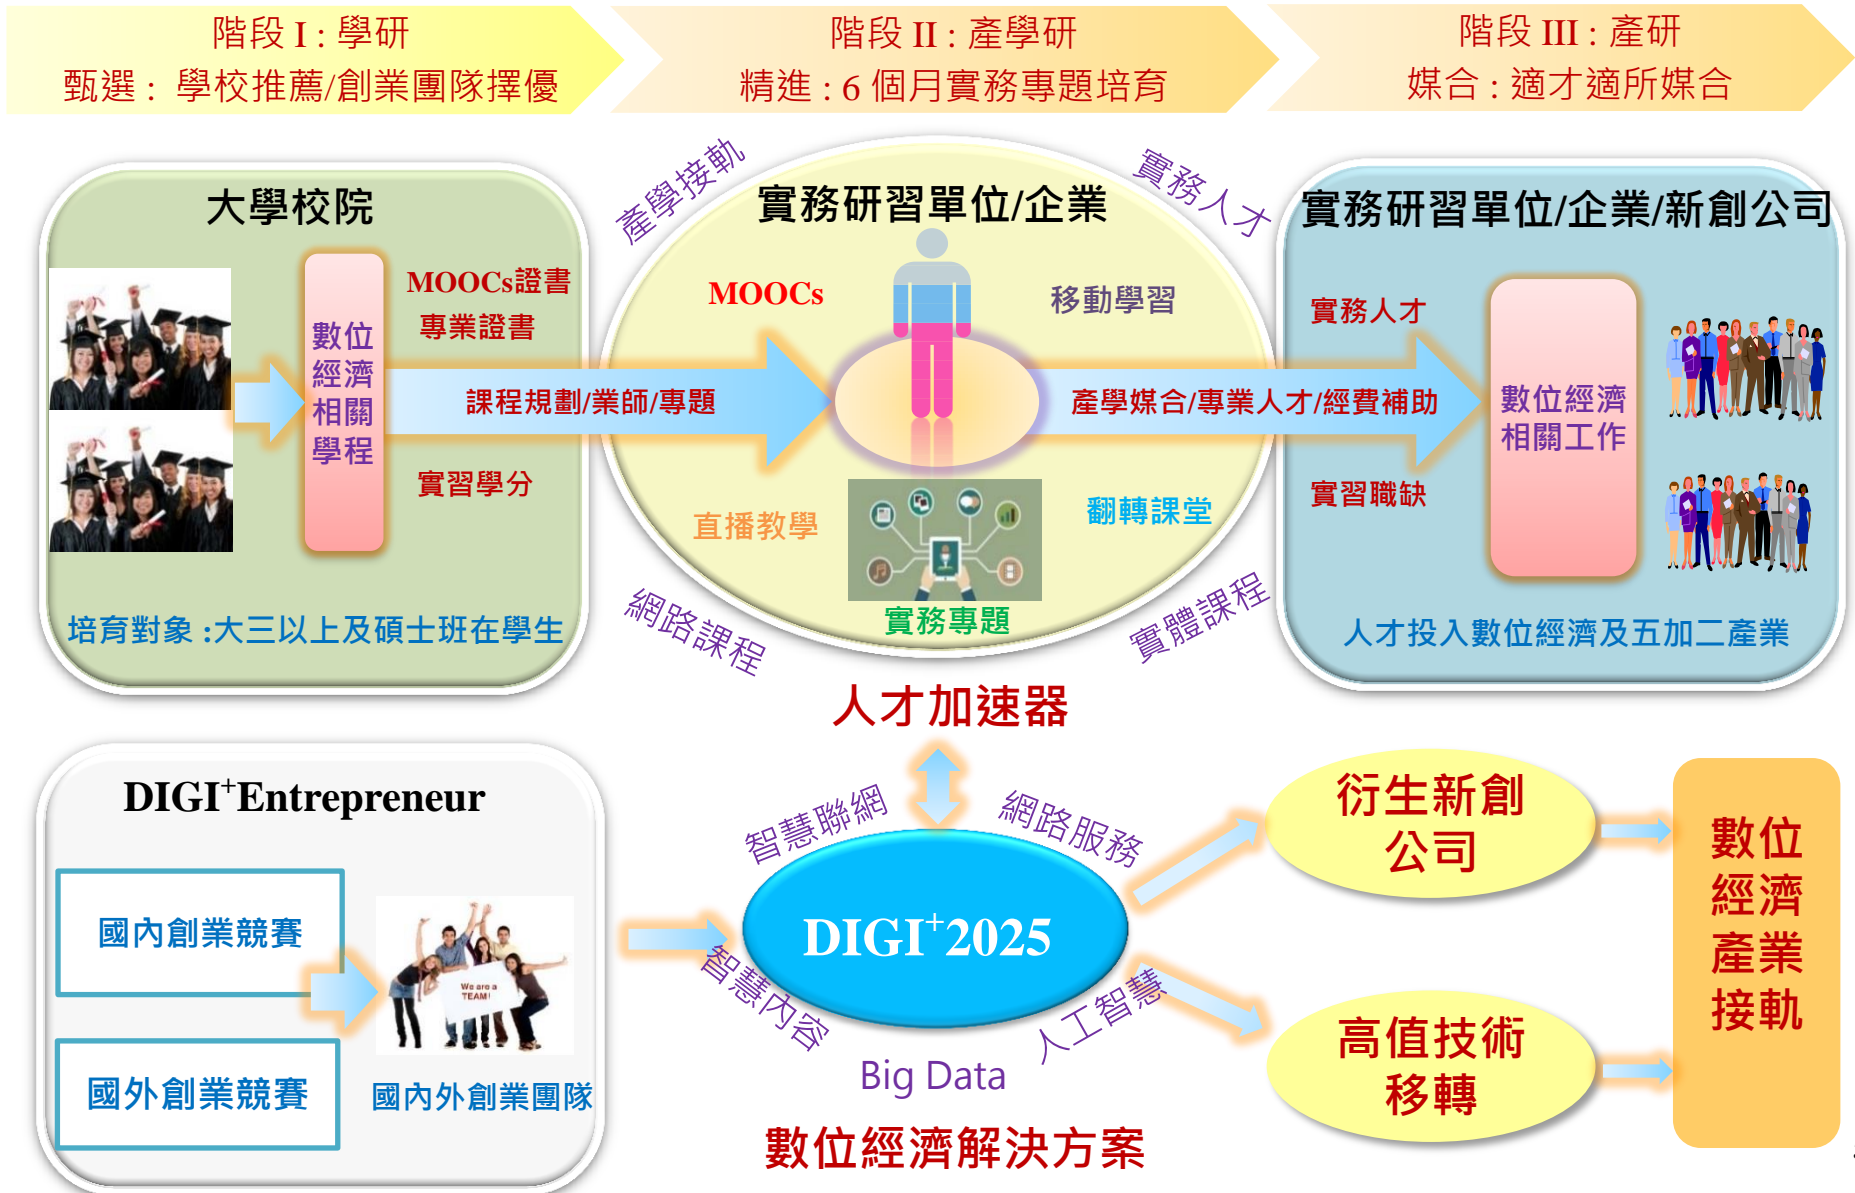 階段 I : 學研
甄選 : 學校推薦/創業團隊擇優
階段 II : 產學研
精進 : 6 個月實務專題培育
階段 III : 產研
媒合 : 適才適所媒合
大學校院
數位
經濟
相關
學程
MOOCs證書
專業證書
課程規劃/業師/專題
實習學分
培育對象 :大三以上及碩士班在學生
產學接軌
實務人才
實務研習單位/企業
MOOCs
移動學習
直播教學
翻轉課堂
實務專題
網路課程
實體課程
人才加速器
產學媒合/專業人才/經費補助
實務研習單位/企業/新創公司
實務人才
實習職缺
數位經濟
相關工作
人才投入數位經濟及五加二產業
DIGI+Entrepreneur
國內創業競賽
國外創業競賽
We are a
TEAM!
國內外創業團隊
智慧聯網
網路服務
DIGI+2025
智慧內容
人工智慧
Big Data
數位經濟解決方案
衍生新創
公司
高值技術
移轉
數位
經濟
產業
接軌